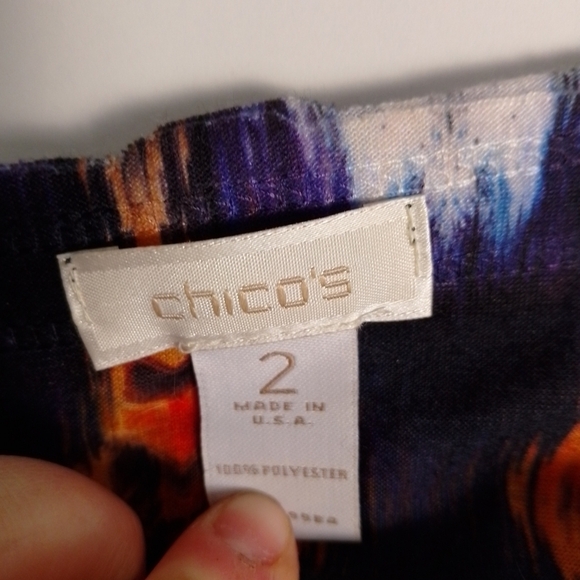 chico's
2
MADE IN
U.S.A.
100% POLYESTER